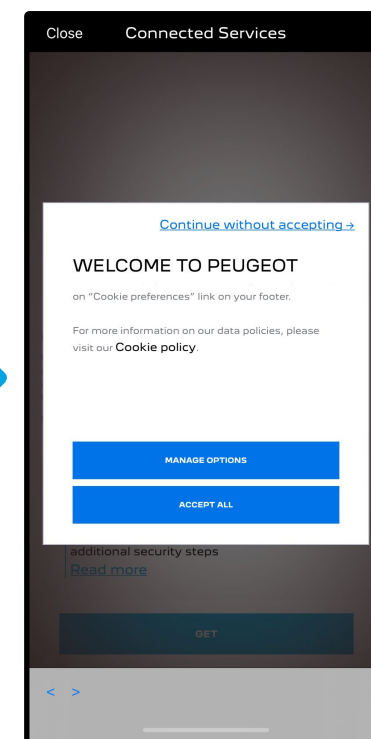 Close Connected Services
Continue without accepting →
WELCOME TO PEUGEOT
on “Cookie preferences” link on your footer.
For more information on our data policies, please
visit our Cookie policy.
MANAGE OPTIONS
ACCEPT ALL
additional security steps
Read more
GET
< >